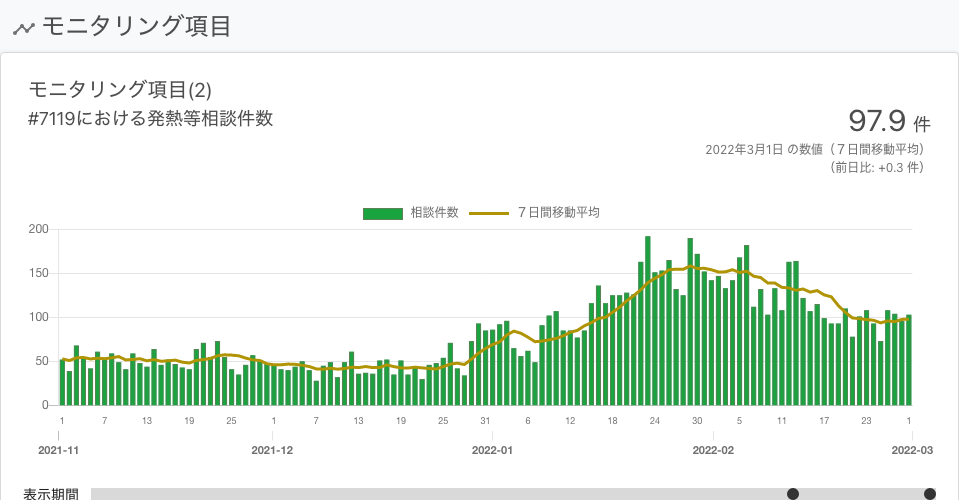 モニタリング項目
モニタリング項目(2)
#7119における発熱等相談件数
97.9 件
2022年3月1日 の数値（７日間移動平均）
（前日比: +0.3 件）
相談件数 ７日間移動平均
200
150
100
50
0
1 7 13 19 25 1 7 13 19 25 31 6 12 18 24 30 5 11 17 23 1
2021-11 2021-12 2022-01 2022-02 2022-03
表示期間